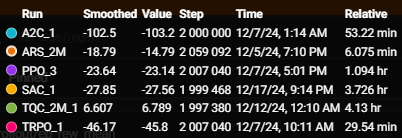 Run Smoothed Value Step Time Relative
A2C_1 -102.5 -103.2 2 000 000 12/7/24, 1:14 AM 53.22 min
ARS_2M -18.79 -14.79 2 059 092 12/5/24, 7:10 PM 6.075 min
PPO_3 -23.64 -23.14 2 007 040 12/7/24, 5:01 PM 1.094 hr
SAC_1 -27.85 -27.56 1 999 468 12/17/24, 9:14 PM 3.726 hr
TQC_2M_1 6.607 6.789 1 997 380 12/12/24, 12:10 AM 4.13 hr
TRPO_1 -46.17 -45.8 2 007 040 12/7/24, 10:11 AM 29.54 min